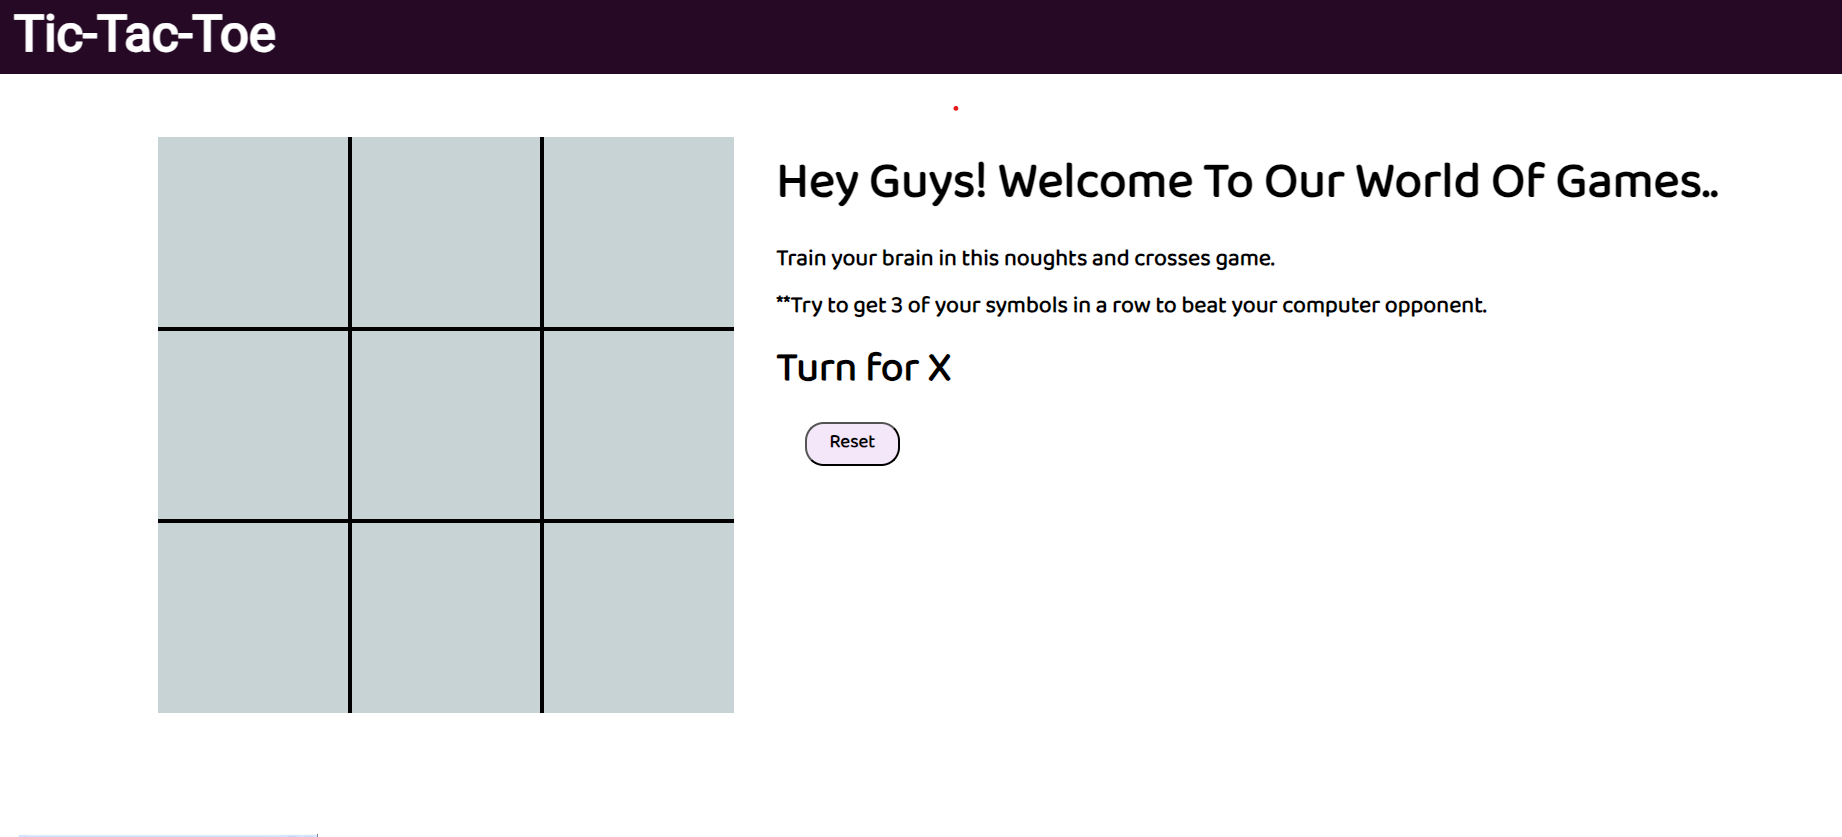 Tic-Tac-Toe
Hey Guys! Welcome To Our World Of Games..
Train your brain in this noughts and crosses game.
**Try to get 3 of your symbols in a row to beat your computer opponent.
Turn for X
Reset